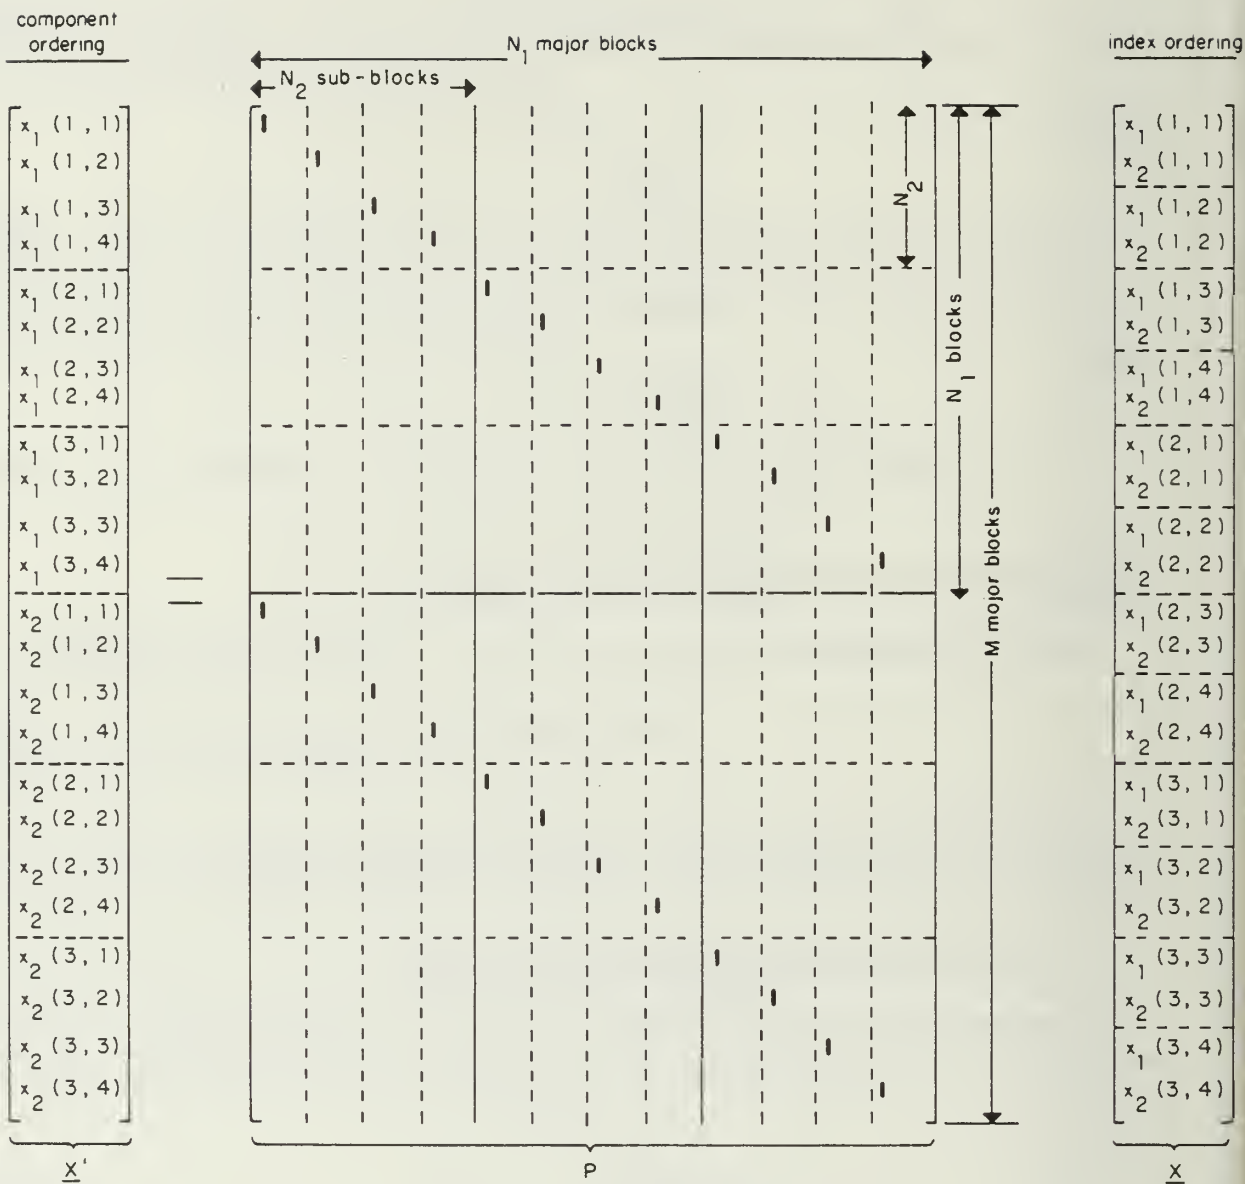 component
ordering
N1 major blocks
index ordering
N2 sub-blocks
x1 (1, 1)
x1 (1, 2)
x1 (1, 3)
x1 (1, 4)
x1 (2, 1)
x1 (2, 2)
x1 (2, 3)
x1 (2, 4)
x1 (3, 1)
x1 (3, 2)
x1 (3, 3)
x1 (3, 4)
x2 (1, 1)
x2 (1, 2)
x2 (1, 3)
x2 (1, 4)
x2 (2, 1)
x2 (2, 2)
x2 (2, 3)
x2 (2, 4)
x2 (3, 1)
x2 (3, 2)
x2 (3, 3)
x2 (3, 4)
X'
=
N2
N1 blocks
M major blocks
P
x1 (1, 1)
x2 (1, 1)
x1 (1, 2)
x2 (1, 2)
x1 (1, 3)
x2 (1, 3)
x1 (1, 4)
x2 (1, 4)
x1 (2, 1)
x2 (2, 1)
x1 (2, 2)
x2 (2, 2)
x1 (2, 3)
x2 (2, 3)
x1 (2, 4)
x2 (2, 4)
x1 (3, 1)
x2 (3, 1)
x1 (3, 2)
x2 (3, 2)
x1 (3, 3)
x2 (3, 3)
x1 (3, 4)
x2 (3, 4)
X